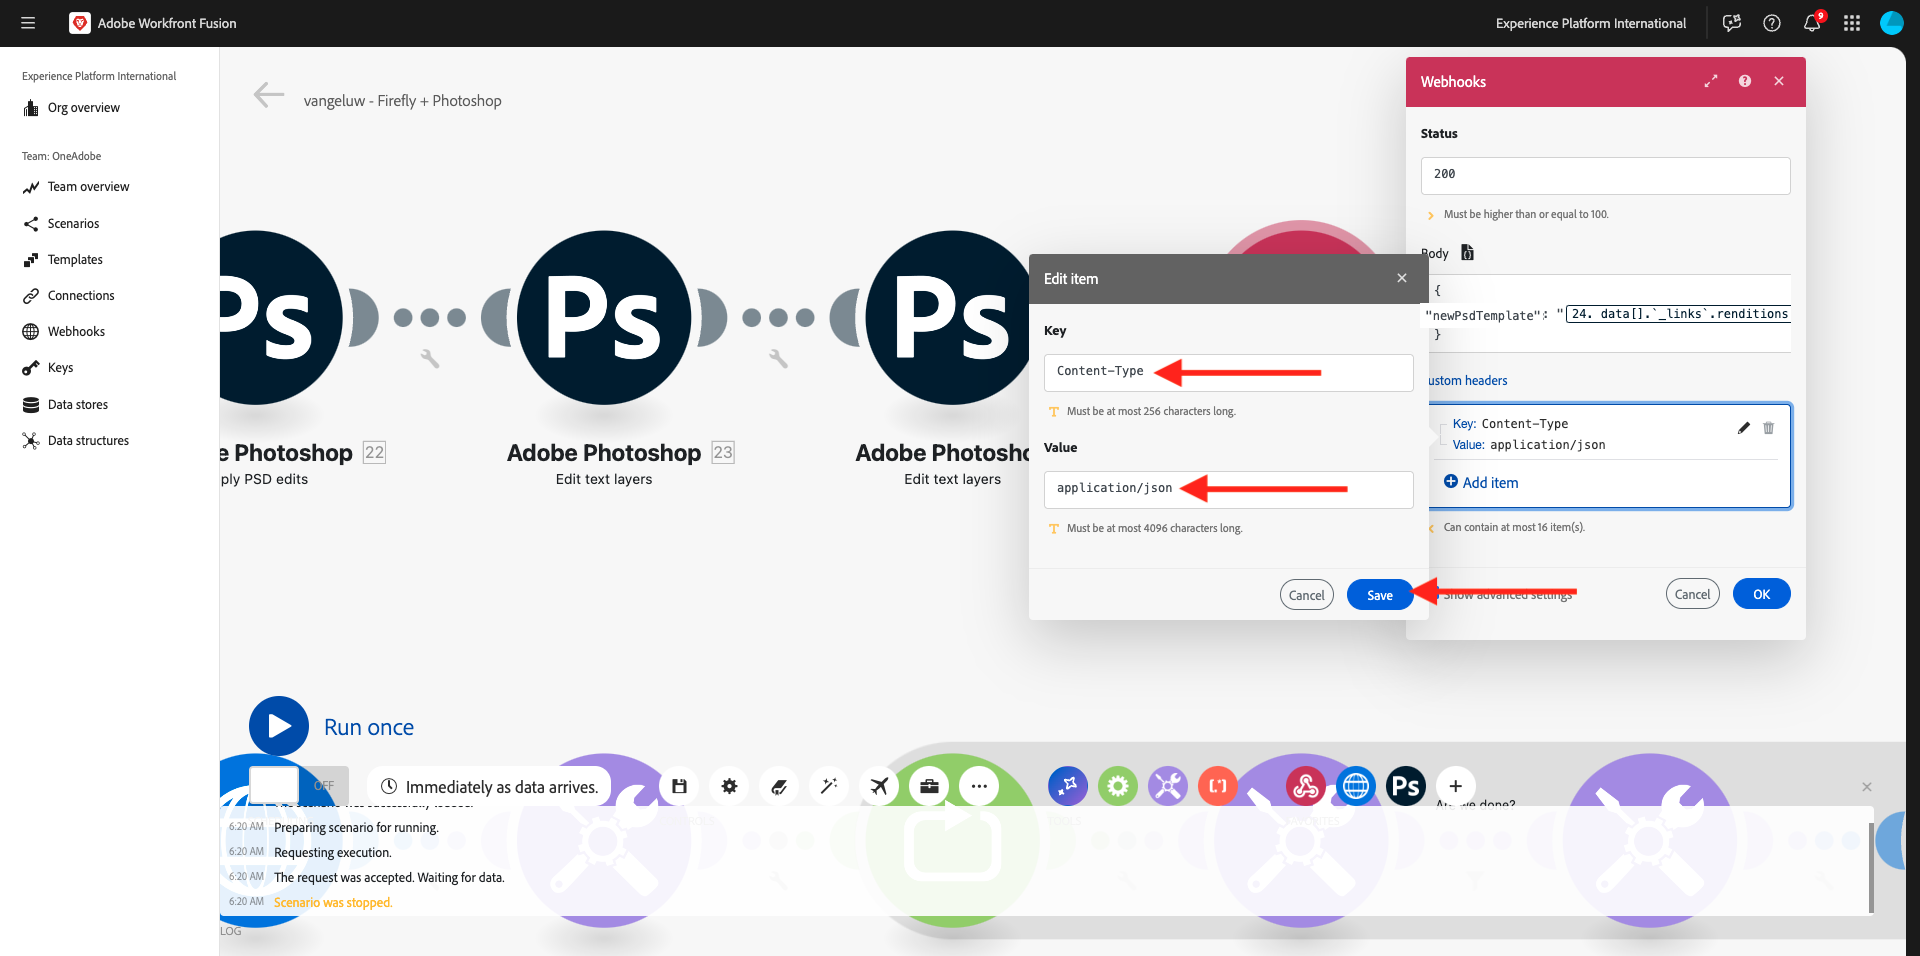 Adobe Workfront Fusion
Experience Platform International
9
Experience Platform International
Org overview
Team: OneAdobe
Team overview
Scenarios
Templates
Connections
Webhooks
Keys
Data stores
Data structures
vangeluw - Firefly + Photoshop
Ps
e Photoshop 22
ply PSD edits
Ps
Adobe Photoshop 23
Edit text layers
Ps
Adobe Photosho
Edit text layers
Edit item
Key
Content-Type
Must be at most 256 characters long.
Value
application/json
Must be at most 4096 characters long.
Cancel
Save
Webhooks
Status
200
Must be higher than or equal to 100.
Body
{
"newPsdTemplate": "24. data[].`_links`.renditions
}
ustom headers
Key: Content-Type
Value: application/json
Add item
Can contain at most 16 item(s).
Show advanced settings
Cancel
OK
Run once
OFF
Immediately as data arrives.
Ps
TOOLS
FAVORITES
Are we done?
6:20 AM Preparing scenario for running.
6:20 AM Requesting execution.
6:20 AM The request was accepted. Waiting for data.
6:20 AM Scenario was stopped.
LOG